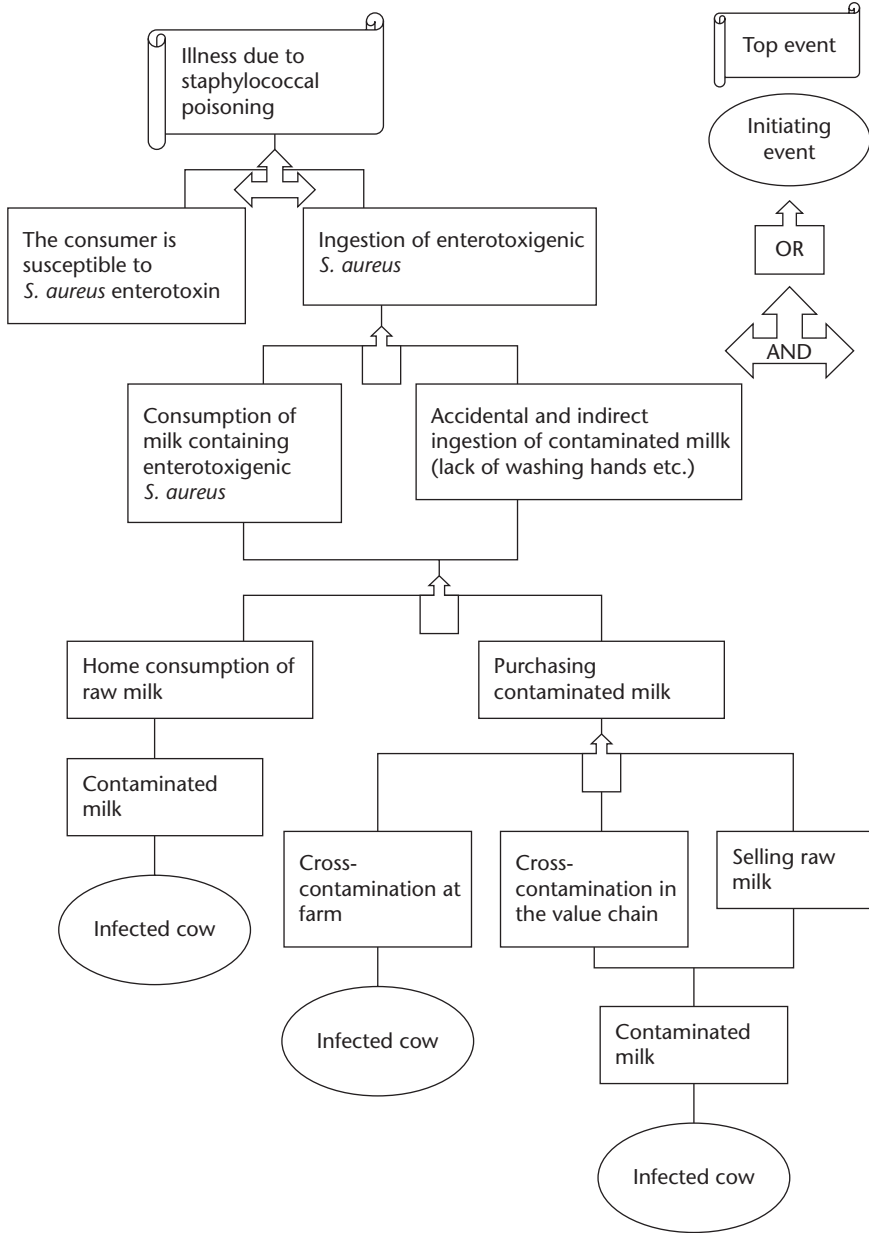 Illness due to
staphylococcal
poisoning
Top event
Initiating
event
OR
AND
The consumer is
susceptible to
S. aureus enterotoxin
Ingestion of enterotoxigenic
S. aureus
Consumption of
milk containing
enterotoxigenic
S. aureus
Accidental and indirect
ingestion of contaminated millk
(lack of washing hands etc.)
Home consumption of
raw milk
Purchasing
contaminated milk
Contaminated
milk
Infected cow
Cross-
contamination at
farm
Cross-
contamination in
the value chain
Selling raw
milk
Infected cow
Contaminated
milk
Infected cow